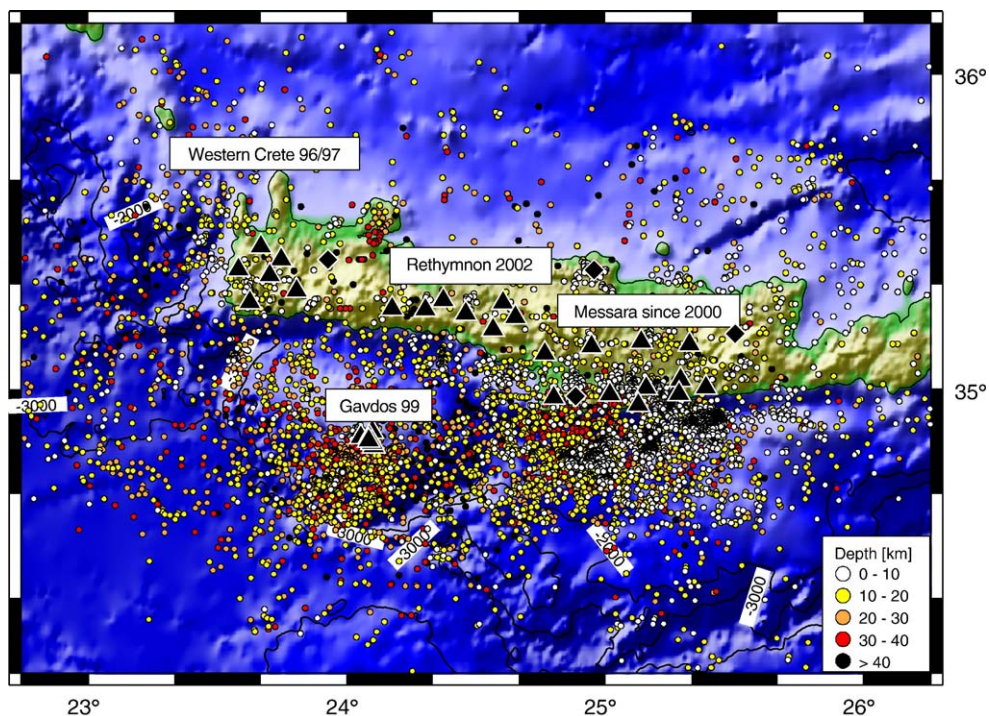 36°
Western Crete 96/97
-2000
Rethymnon 2002
Messara since 2000
35°
-3000
Gavdos 99
-3000
-3000
-2000
-3000
Depth [km]
0 - 10
10 - 20
20 - 30
30 - 40
> 40
23°
24°
25°
26°